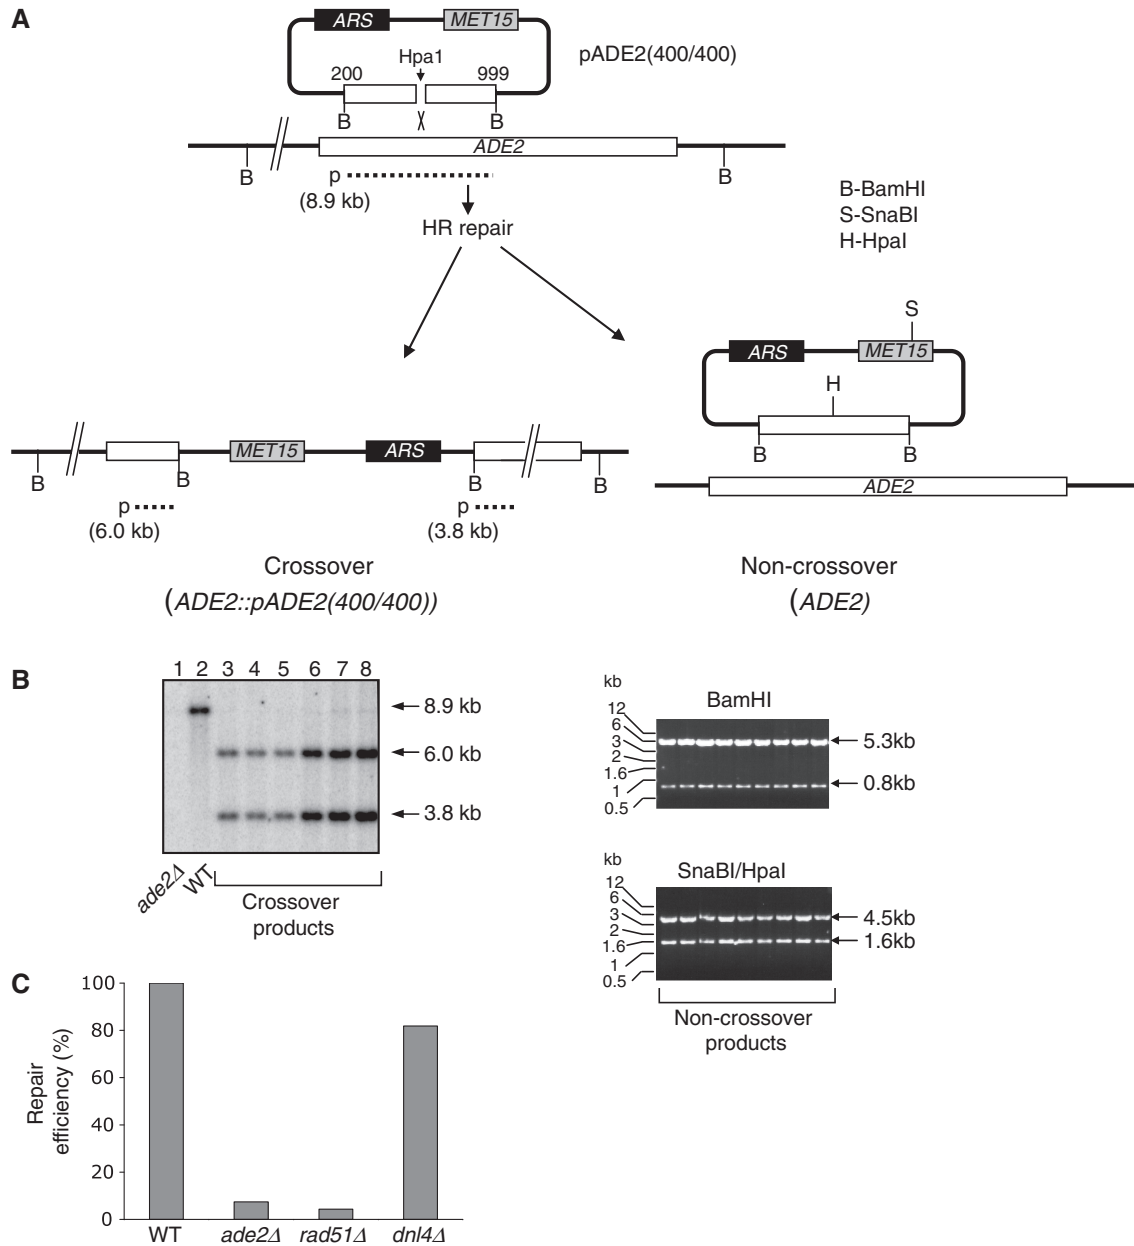 A
ARS
MET15
pADE2(400/400)
Hpa1
200
999
B
B
ADE2
B
B
p
(8.9 kb)
HR repair
B-BamHI
S-SnaBI
H-HpaI
S
ARS
MET15
H
B
B
ADE2
MET15
ARS
B
B
B
B
p
(6.0 kb)
p
(3.8 kb)
Crossover
(ADE2::pADE2(400/400))
Non-crossover
(ADE2)
B
1 2 3 4 5 6 7 8
8.9 kb
6.0 kb
3.8 kb
ade2Δ
WT
Crossover
products
kb
BamHI
12
6
3
2
1.6
1
0.5
5.3kb
0.8kb
kb
SnaBI/HpaI
12
6
3
2
1.6
1
0.5
4.5kb
1.6kb
Non-crossover
products
C
Repair
efficiency (%)
100
80
60
40
20
0
WT
ade2Δ
rad51Δ
dnl4Δ